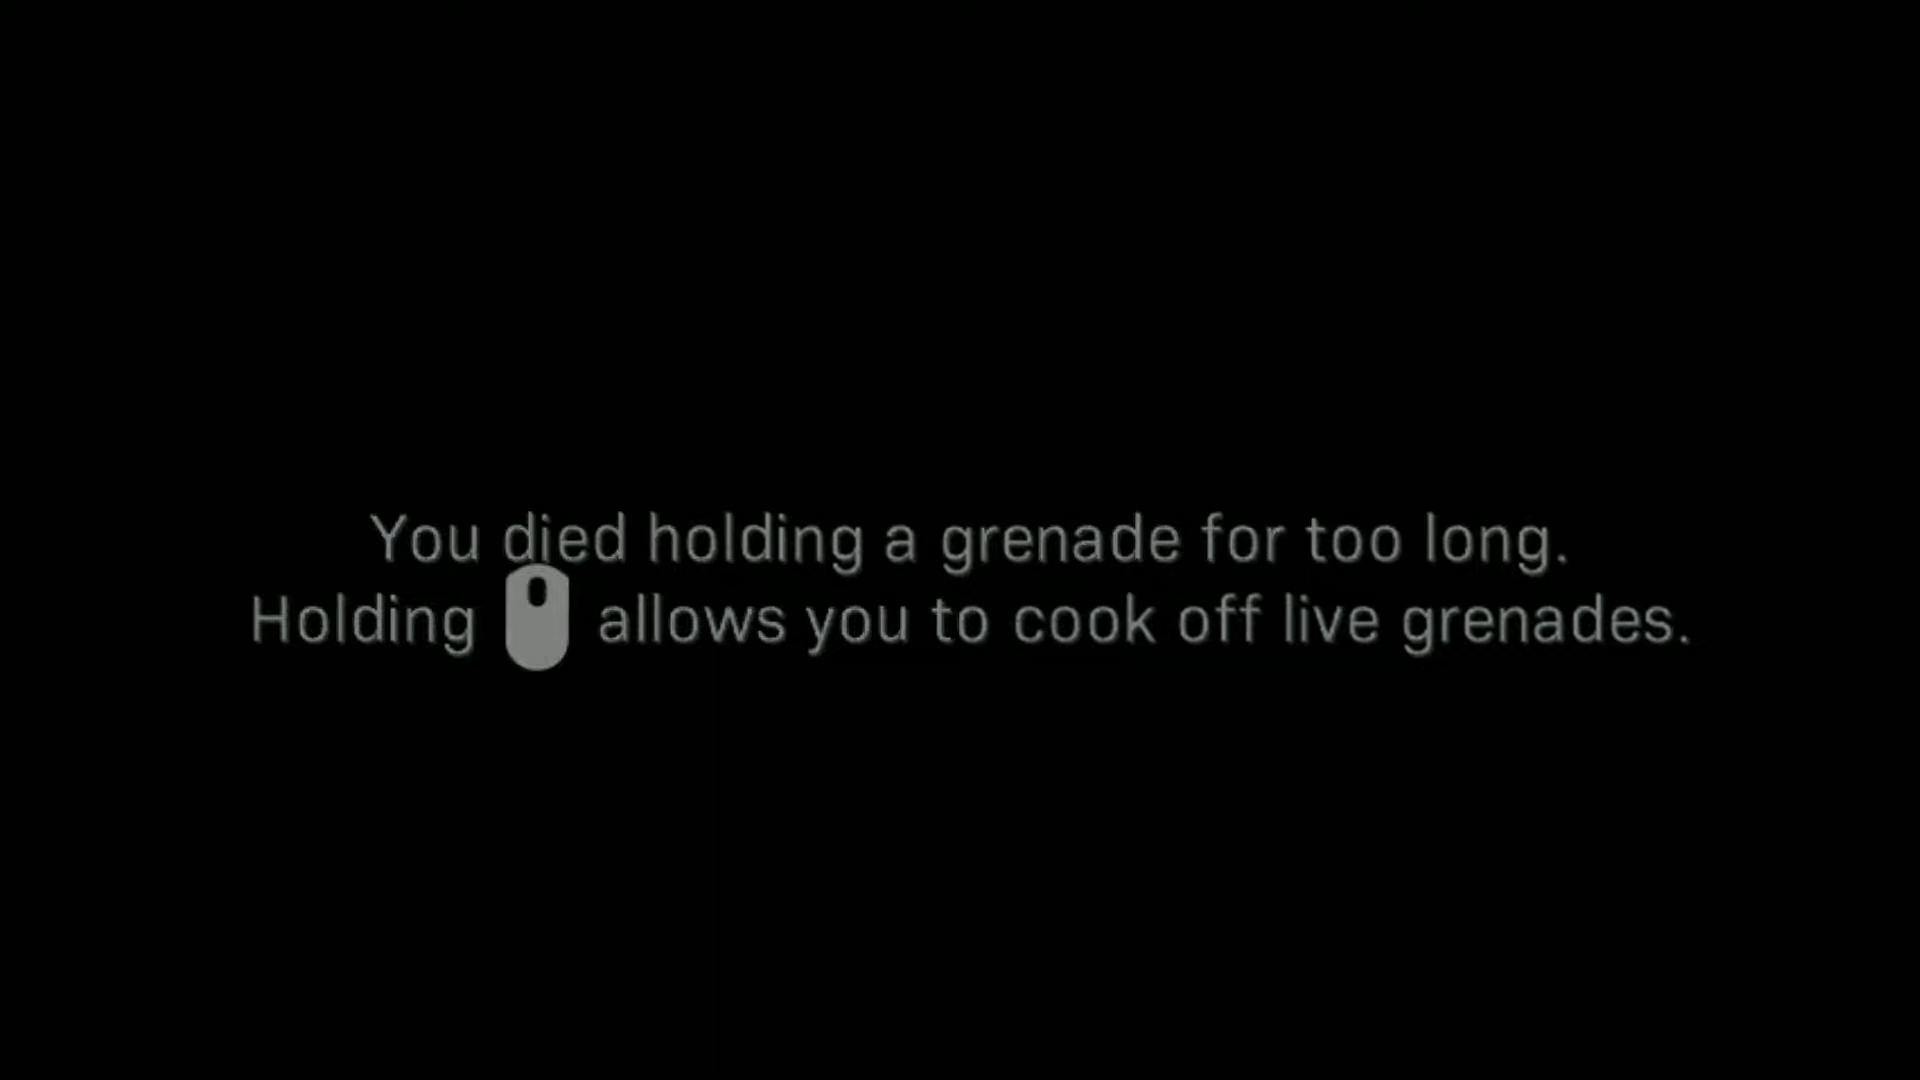 You died holding a grenade for too long.
Holding allows you to cook off live grenades.